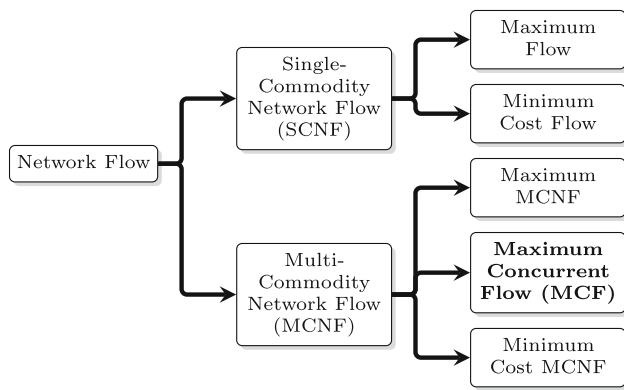 Network Flow
Single-
Commodity
Network Flow
(SCNF)
Maximum
Flow
Minimum
Cost Flow
Multi-
Commodity
Network Flow
(MCNF)
Maximum
MCNF
Maximum
Concurrent
Flow (MCF)
Minimum
Cost MCNF